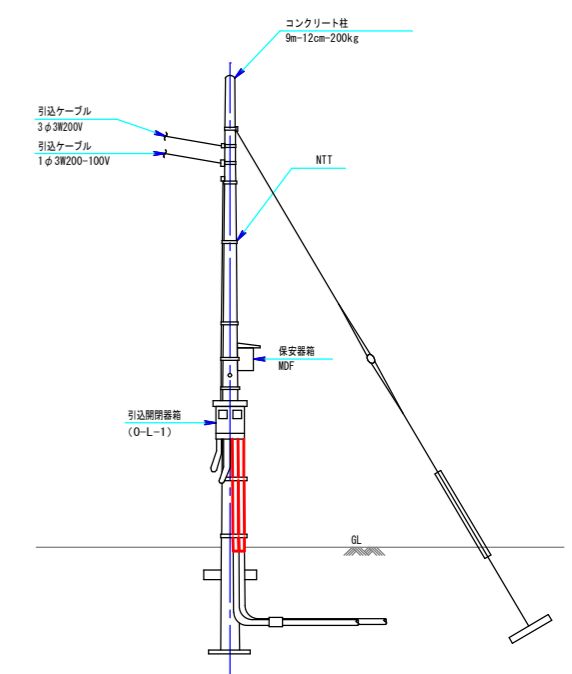 コンクリート柱
9m-12cm-200kg
引込ケーブル
3φ3W200V
引込ケーブル
1φ3W200-100V
NTT
保安器箱
MDF
引込開閉器箱
(O-L-1)
GL